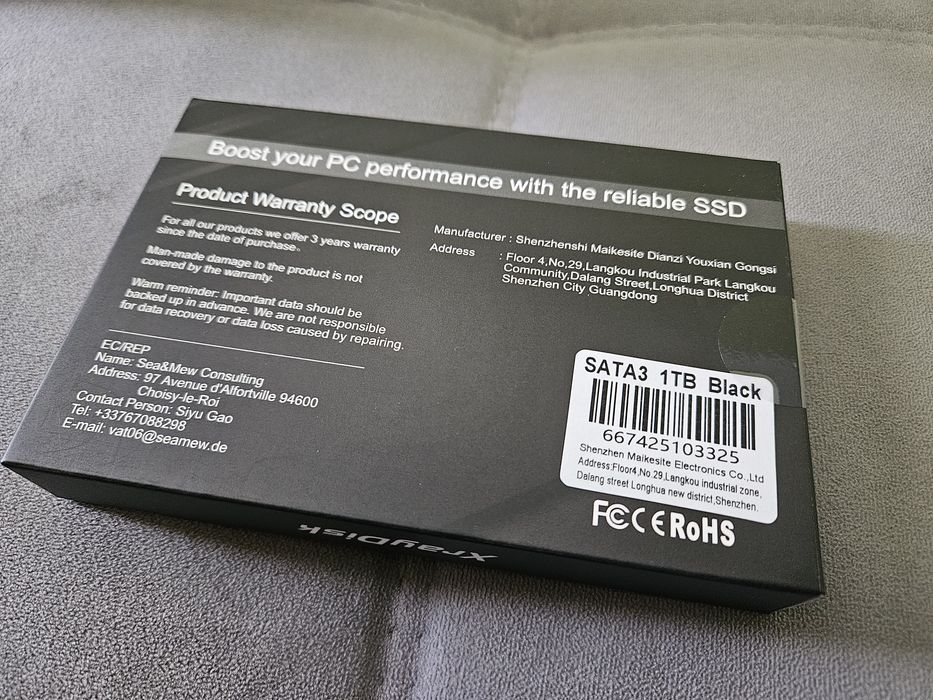 Boost your PC performance with the reliable SSD
Product Warranty Scope
For all our products we offer 3 years warranty
since the date of purchase。
Man-made damage to the product is not
covered by the warranty.
Warm reminder: Important data should be
backed up in advance. We are not responsible
for data recovery or data loss caused by repairing.
EC/REP
Name: Sea&Mew Consulting
Address: 97 Avenue d'Alfortville 94600
Choisy-le-Roi
Contact Person: Siyu Gao
Tel: +33767088298
E-mail: vat06@seamew.de
Manufacturer : Shenzhenshi Maikesite Dianzi Youxian Gongsi
Address : Floor 4,No,29,Langkou Industrial Park Langkou
Community,Dalang Street,Longhua District
Shenzhen City Guangdong
SATA3 1TB Black
667425103325
Shenzhen Maikesite Electronics Co.,Ltd
Address:Floor4,No.29,Langkou industrial zone,
Dalang street Longhua new district,Shenzhen.
FC CE RoHS
XrayDisk